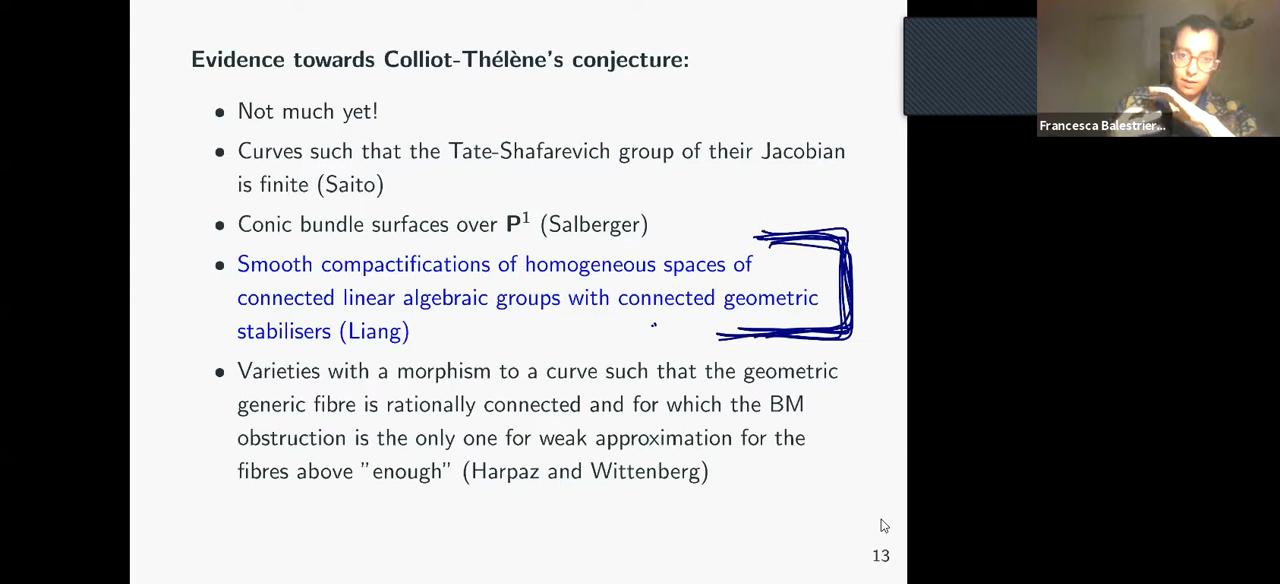 Evidence towards Colliot-Thélène's conjecture:
• Not much yet!
• Curves such that the Tate-Shafarevich group of their Jacobian
is finite (Saito)
• Conic bundle surfaces over P¹ (Salberger)
• Smooth compactifications of homogeneous spaces of
connected linear algebraic groups with connected geometric
stabilisers (Liang)
• Varieties with a morphism to a curve such that the geometric
generic fibre is rationally connected and for which the BM
obstruction is the only one for weak approximation for the
fibres above "enough" (Harpaz and Wittenberg)
13
Francesca Balestrier...